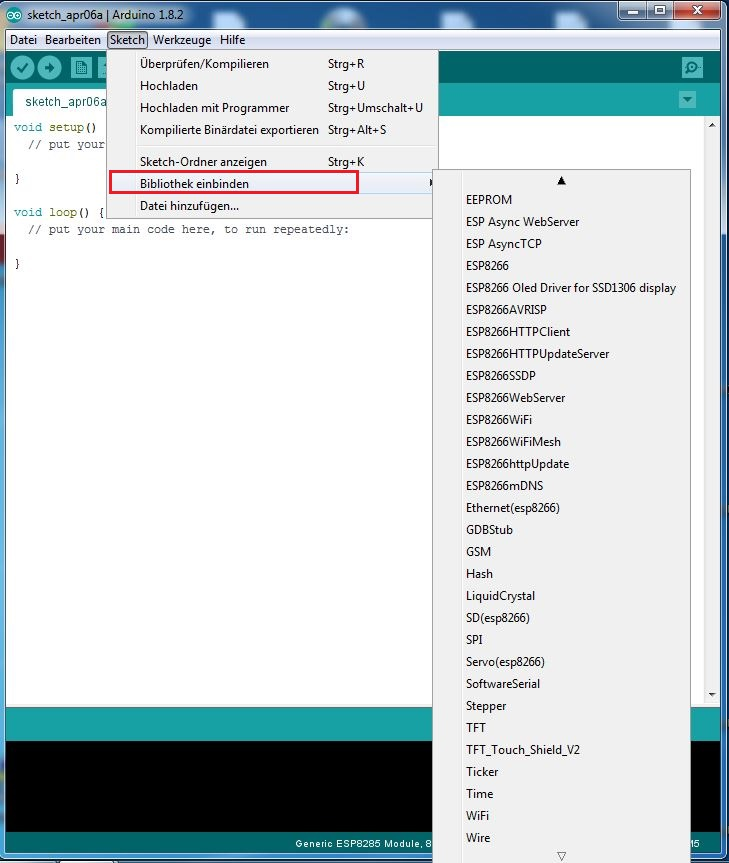 sketch_apr06a | Arduino 1.8.2
Datei Bearbeiten Sketch Werkzeuge Hilfe
Überprüfen/Kompilieren Strg+R
Hochladen Strg+U
Hochladen mit Programmer Strg+Umschalt+U
Kompilierte Binärdatei exportieren Strg+Alt+S
Sketch-Ordner anzeigen Strg+K
Bibliothek einbinden
Datei hinzufügen...
sketch_apr06a
void setup()
// put your
}
void loop() {
// put your main code here, to run repeatedly:
}
EEPROM
ESP Async WebServer
ESP AsyncTCP
ESP8266
ESP8266 Oled Driver for SSD1306 display
ESP8266AVRISP
ESP8266HTTPClient
ESP8266HTTPUpdateServer
ESP8266SSDP
ESP8266WebServer
ESP8266WiFi
ESP8266WiFiMesh
ESP8266httpUpdate
ESP8266mDNS
Ethernet(esp8266)
GDBStub
GSM
Hash
LiquidCrystal
SD(esp8266)
SPI
Servo(esp8266)
SoftwareSerial
Stepper
TFT
TFT_Touch_Shield_V2
Ticker
Time
WiFi
Wire
Generic ESP8285 Module, 8